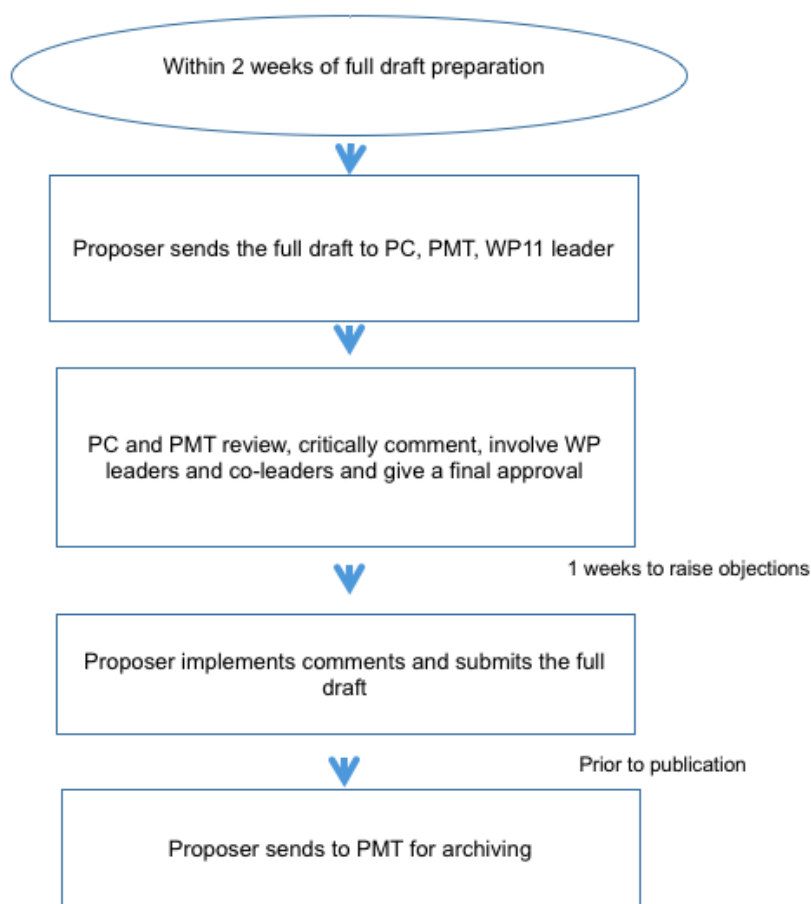 Within 2 weeks of full draft preparation
Proposer sends the full draft to PC, PMT, WP11 leader
PC and PMT review, critically comment, involve WP
leaders and co-leaders and give a final approval
1 weeks to raise objections
Proposer implements comments and submits the full
draft
Prior to publication
Proposer sends to PMT for archiving